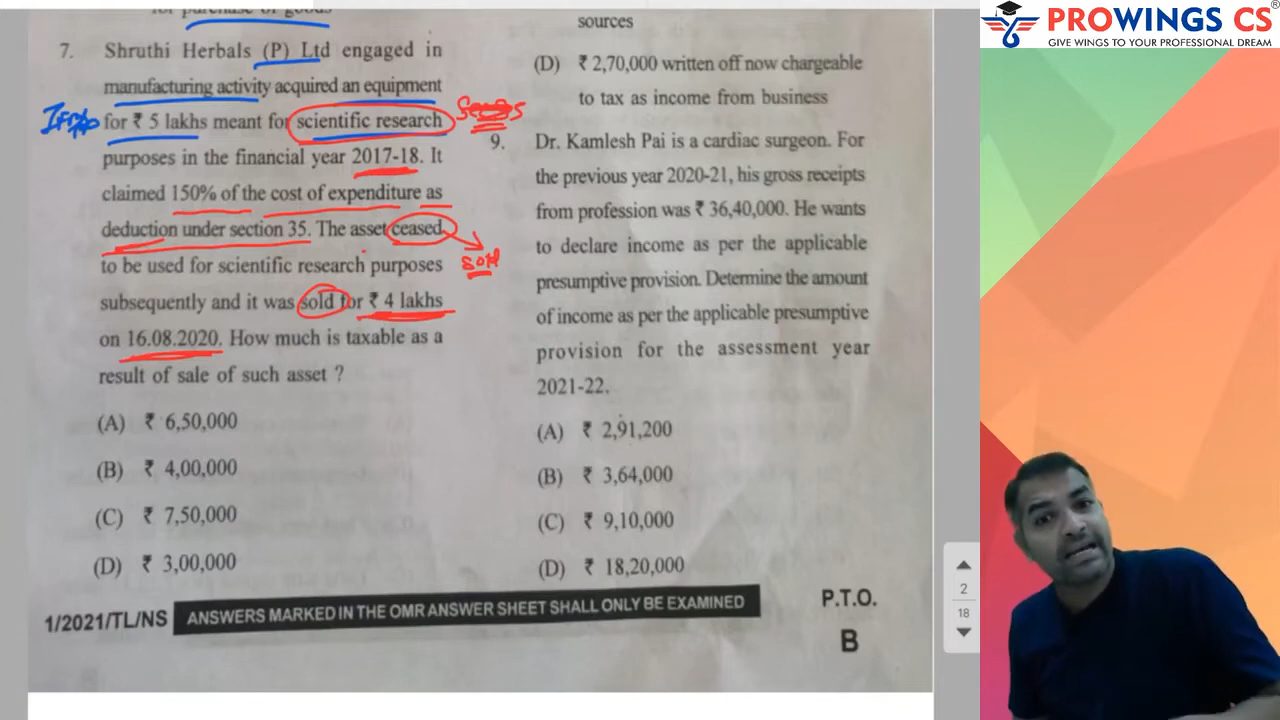 for purchase of goods
7. Shruthi Herbals (P) Ltd engaged in
manufacturing activity acquired an equipment
for ₹ 5 lakhs meant for scientific research
purposes in the financial year 2017-18. It
claimed 150% of the cost of expenditure as
deduction under section 35. The asset ceased
sold
to be used for scientific research purposes
subsequently and it was sold for ₹ 4 lakhs
on 16.08.2020. How much is taxable as a
result of sale of such asset ?
(A) ₹ 6,50,000
(B) ₹ 4,00,000
(C) ₹ 7,50,000
(D) ₹ 3,00,000
sources
(D) ₹ 2,70,000 written off now chargeable
to tax as income from business
9. Dr. Kamlesh Pai is a cardiac surgeon. For
the previous year 2020-21, his gross receipts
from profession was ₹ 36,40,000. He wants
to declare income as per the applicable
presumptive provision. Determine the amount
of income as per the applicable presumptive
provision for the assessment year
2021-22.
(A) ₹ 2,91,200
(B) ₹ 3,64,000
(C) ₹ 9,10,000
(D) ₹ 18,20,000
1/2021/TL/NS
ANSWERS MARKED IN THE OMR ANSWER SHEET SHALL ONLY BE EXAMINED
P.T.O.
B
2
18
PROWINGS CS®
GIVE WINGS TO YOUR PROFESSIONAL DREAM